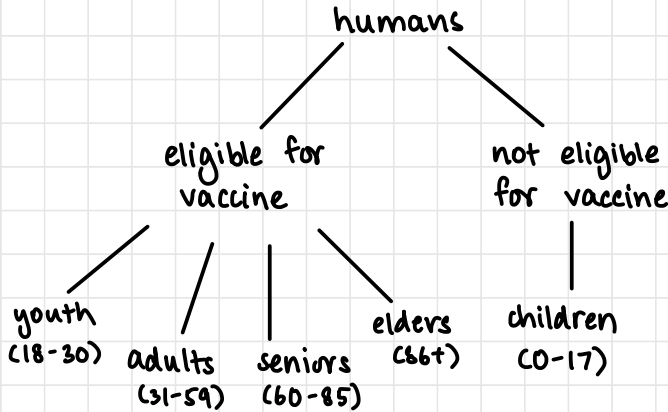 humans
eligible for
vaccine
not eligible
for vaccine
youth
(18-30)
adults
(31-59)
seniors
(60-85)
elders
(86+)
children
(0-17)